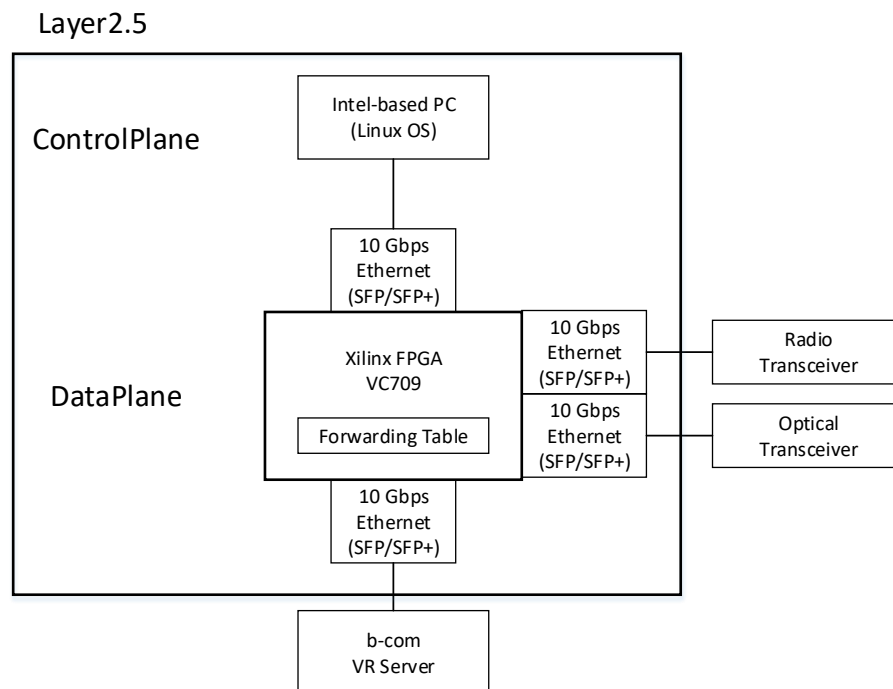 Layer2.5
Intel-based PC
(Linux OS)
ControlPlane
10 Gbps
Ethernet
(SFP/SFP+)
10 Gbps
Ethernet
(SFP/SFP+)
Radio
Transceiver
Xilinx FPGA
VC709
DataPlane
Forwarding Table
10 Gbps
Ethernet
(SFP/SFP+)
Optical
Transceiver
10 Gbps
Ethernet
(SFP/SFP+)
b-com
VR Server